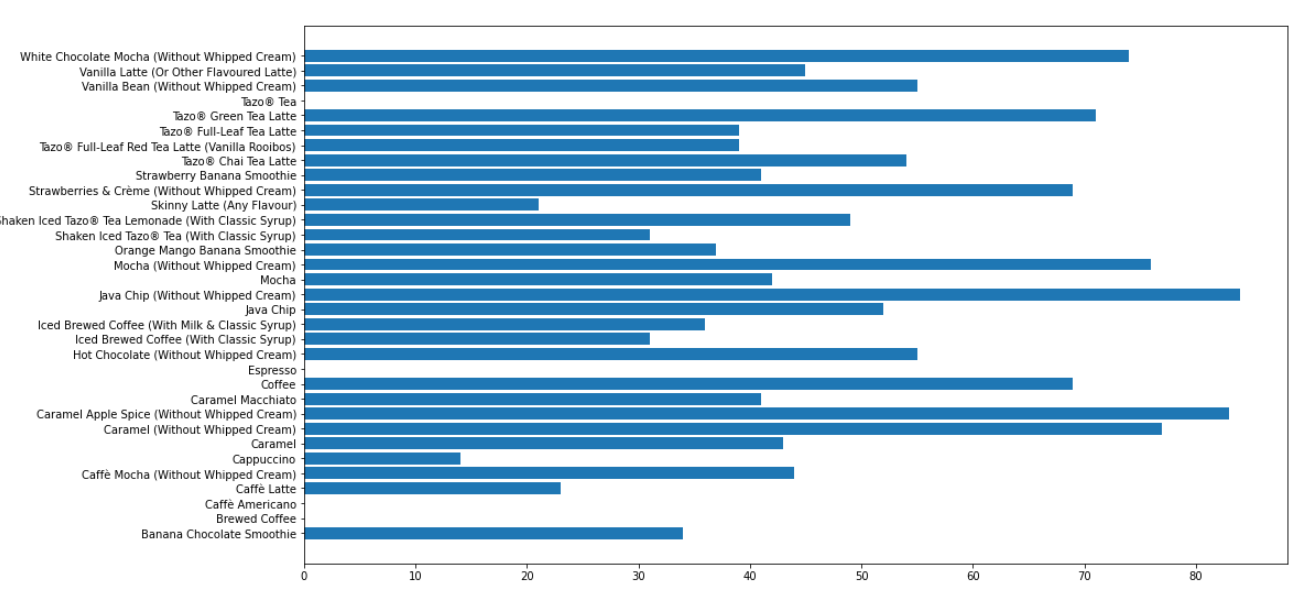 White Chocolate Mocha (Without Whipped Cream)
Vanilla Latte (Or Other Flavoured Latte)
Vanilla Bean (Without Whipped Cream)
Tazo® Tea
Tazo® Green Tea Latte
Tazo® Full-Leaf Tea Latte
Tazo® Full-Leaf Red Tea Latte (Vanilla Rooibos)
Tazo® Chai Tea Latte
Strawberry Banana Smoothie
Strawberries & Crème (Without Whipped Cream)
Skinny Latte (Any Flavour)
Shaken Iced Tazo® Tea Lemonade (With Classic Syrup)
Shaken Iced Tazo® Tea (With Classic Syrup)
Orange Mango Banana Smoothie
Mocha (Without Whipped Cream)
Mocha
Java Chip (Without Whipped Cream)
Java Chip
Iced Brewed Coffee (With Milk & Classic Syrup)
Iced Brewed Coffee (With Classic Syrup)
Hot Chocolate (Without Whipped Cream)
Espresso
Coffee
Caramel Macchiato
Caramel Apple Spice (Without Whipped Cream)
Caramel (Without Whipped Cream)
Caramel
Cappuccino
Caffè Mocha (Without Whipped Cream)
Caffè Latte
Caffè Americano
Brewed Coffee
Banana Chocolate Smoothie
0 10 20 30 40 50 60 70 80